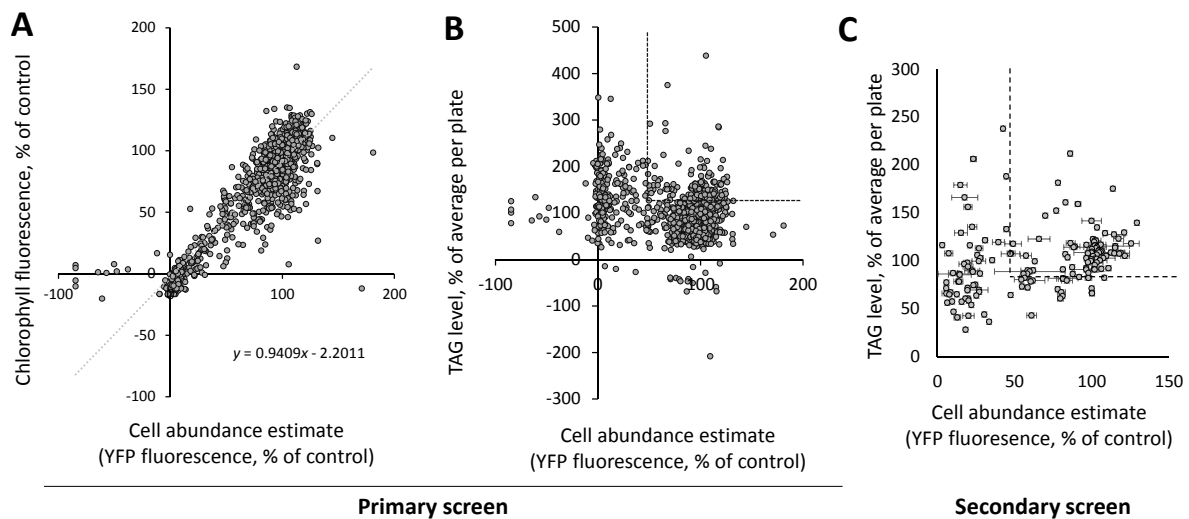 A
Chlorophyll fluorescence, % of control
200
150
100
50
0
-50
-100
-100
0
100
200
y = 0.9409x - 2.2011
Cell abundance estimate
(YFP fluorescence, % of control)
B
TAG level, % of average per plate
500
400
300
200
100
0
-100
-200
-300
-100
0
100
200
Cell abundance estimate
(YFP fluorescence, % of control)
Primary screen
C
TAG level, % of average per plate
300
250
200
150
100
50
0
0
50
100
150
Cell abundance estimate
(YFP fluoresence, % of control)
Secondary screen